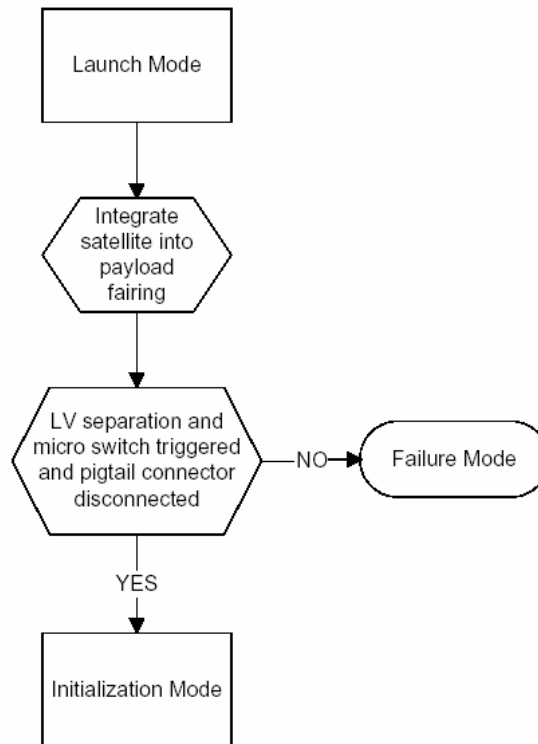 Launch Mode
Integrate
satellite into
payload
fairing
LV separation and
micro switch triggered
and pigtail connector
disconnected
NO
Failure Mode
YES
Initialization Mode